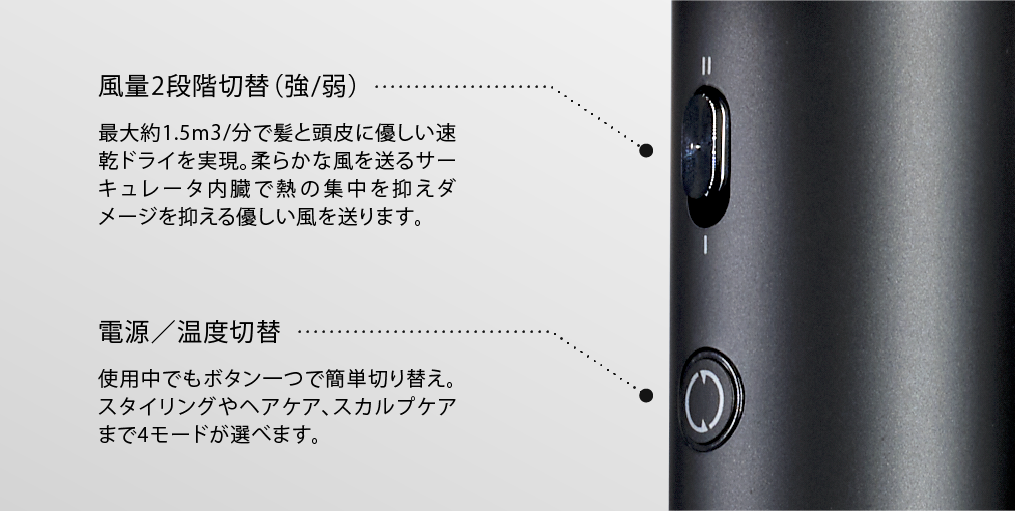 風量2段階切替(強/弱)
最大約1.5m3/分で髪と頭皮に優しい速
乾ドライを実現。柔らかな風を送るサー
キュレータ内臓で熱の集中を抑えダ
メージを抑える優しい風を送ります。
電源／温度切替
使用中でもボタン一つで簡単切り替え。
スタイリングやヘアケア、スカルプケア
まで4モードが選べます。
II
I